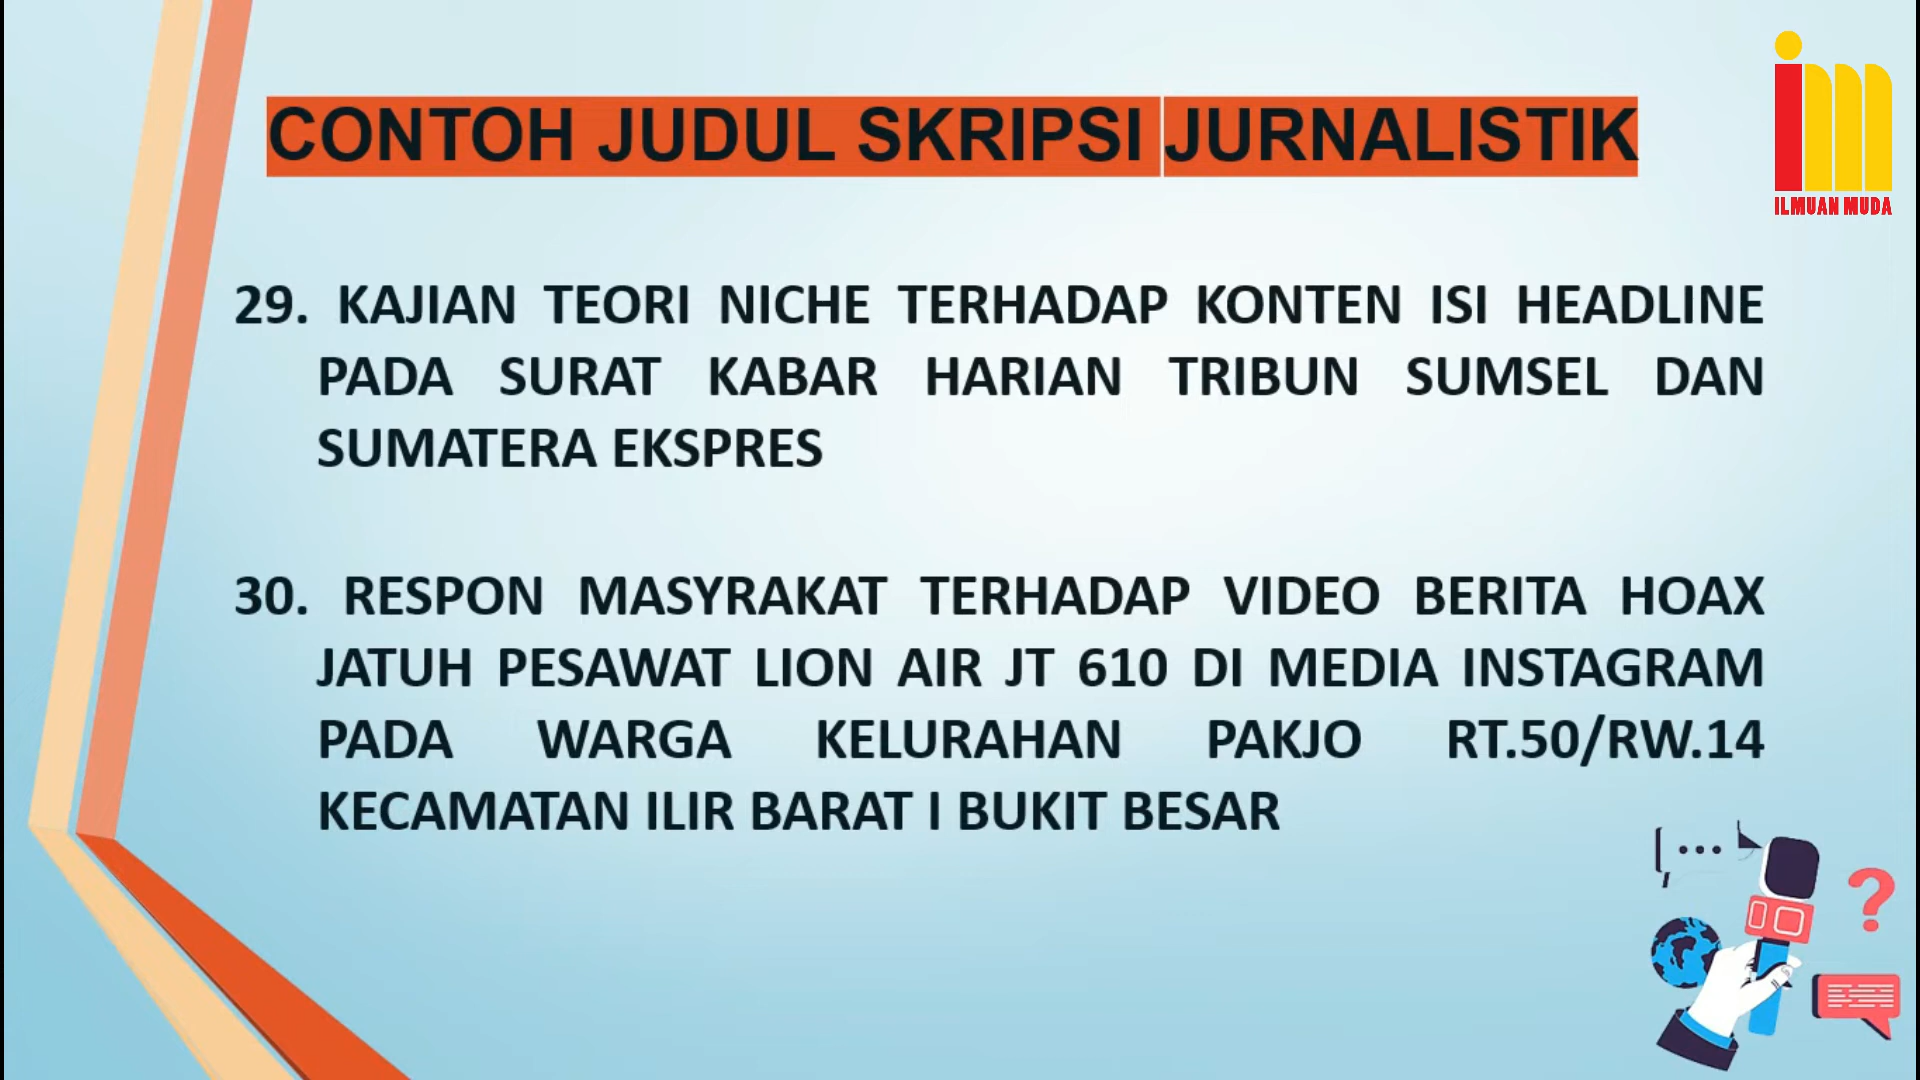 CONTOH JUDUL SKRIPSI JURNALISTIK
ILMUAN MUDA
29. KAJIAN TEORI NICHE TERHADAP KONTEN ISI HEADLINE
PADA SURAT KABAR HARIAN TRIBUN SUMSEL DAN
SUMATERA EKSPRES
30. RESPON MASYRAKAT TERHADAP VIDEO BERITA HOAX
JATUH PESAWAT LION AIR JT 610 DI MEDIA INSTAGRAM
PADA WARGA KELURAHAN PAKJO RT.50/RW.14
KECAMATAN ILIR BARAT I BUKIT BESAR